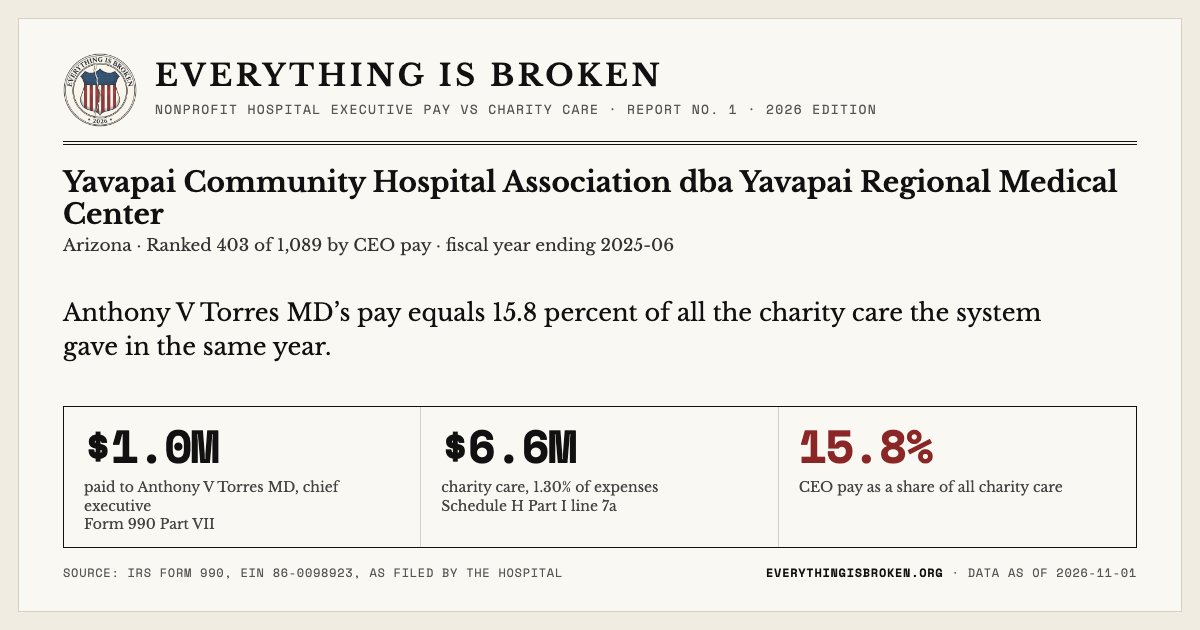 EVERYTHING IS BROKEN
· 2026 ·
EVERYTHING IS BROKEN
NONPROFIT HOSPITAL EXECUTIVE PAY VS CHARITY CARE · REPORT NO. 1 · 2026 EDITION
Yavapai Community Hospital Association dba Yavapai Regional Medical
Center
Arizona · Ranked 403 of 1,089 by CEO pay · fiscal year ending 2025-06
Anthony V Torres MD’s pay equals 15.8 percent of all the charity care the system
gave in the same year.
$1.0M
paid to Anthony V Torres MD, chief
executive
Form 990 Part VII
$6.6M
charity care, 1.30% of expenses
Schedule H Part I line 7a
15.8%
CEO pay as a share of all charity care
SOURCE: IRS FORM 990, EIN 86-0098923, AS FILED BY THE HOSPITAL
EVERYTHINGISBROKEN.ORG · DATA AS OF 2026-11-01